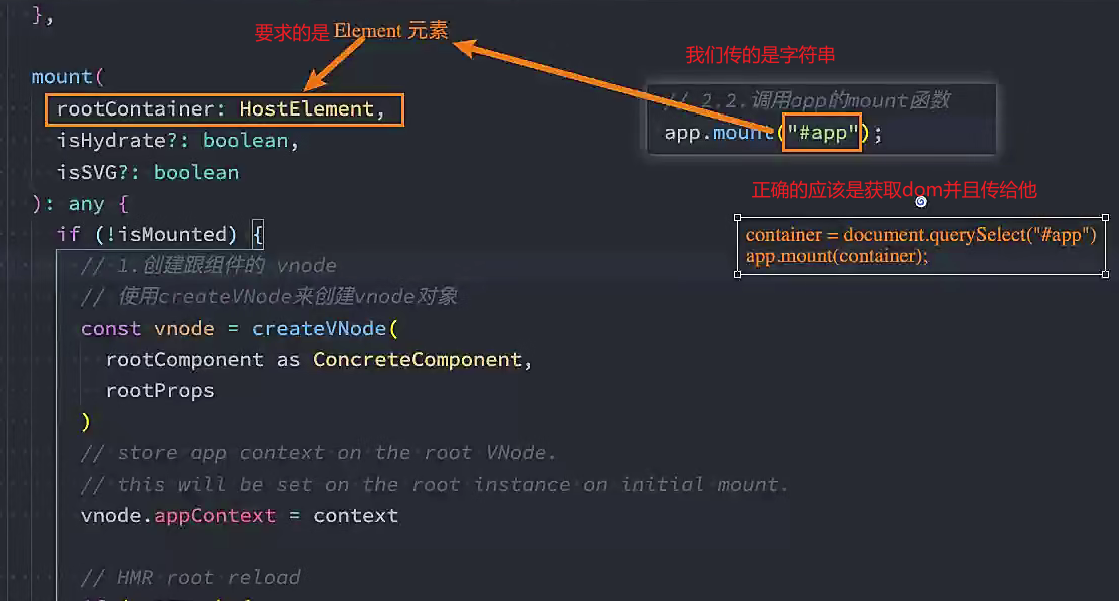 },
要求的是 Element 元素
我们传的是字符串
mount(
rootContainer: HostElement,
// 2.2.调用app的mount函数
app.mount("#app");
isHydrate?: boolean,
isSVG?: boolean
正确的应该是获取dom并且传给他
): any {
if (!isMounted) {
container = document.querySelect("#app")
app.mount(container);
// 1.创建跟组件的 vnode
// 使用createVNode来创建vnode对象
const vnode = createVNode(
rootComponent as ConcreteComponent,
rootProps
)
// store app context on the root VNode.
// this will be set on the root instance on initial mount.
vnode.appContext = context
// HMR root reload